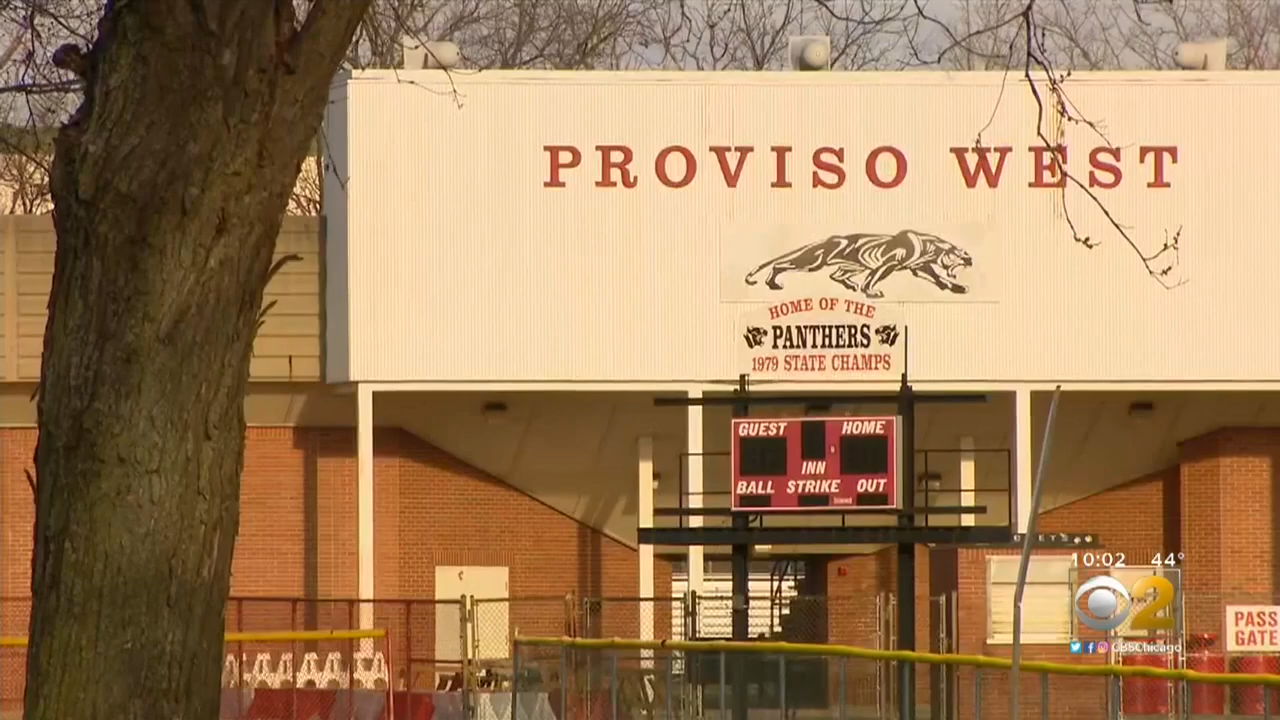 PROVISO WEST
HOME OF THE
PANTHERS
1979 STATE CHAMPS
GUEST HOME
INN
BALL STRIKE OUT
10:02 44°
2
@CBSChicago
PASS
GATE